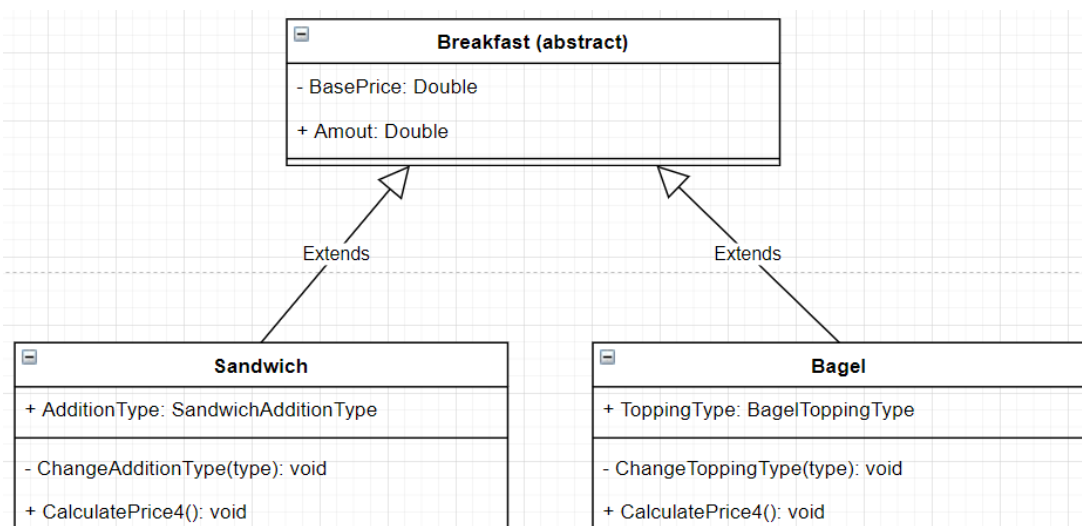 Breakfast (abstract)
- BasePrice: Double
+ Amout: Double
Extends
Extends
Sandwich
+ AdditionType: SandwichAdditionType
- ChangeAdditionType(type): void
+ CalculatePrice4(): void
Bagel
+ ToppingType: BagelToppingType
- ChangeToppingType(type): void
+ CalculatePrice4(): void